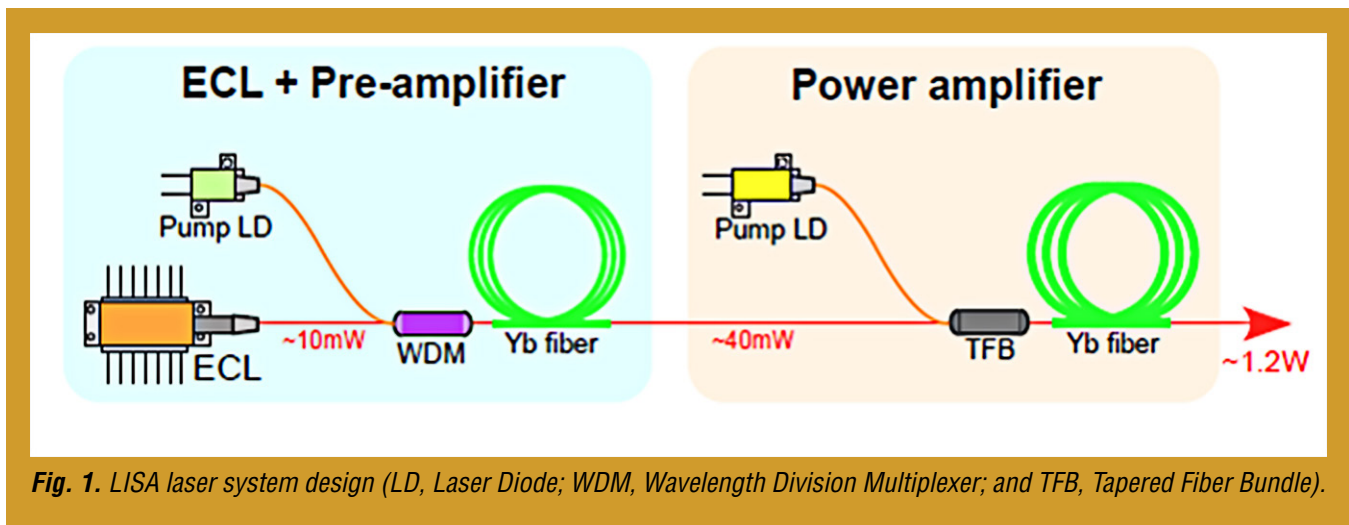 ECL + Pre-amplifier
Power amplifier
Pump LD
Pump LD
ECL
~10mW
WDM
Yb fiber
~40mW
TFB
Yb fiber
~1.2W
Fig. 1. LISA laser system design (LD, Laser Diode; WDM, Wavelength Division Multiplexer; and TFB, Tapered Fiber Bundle).